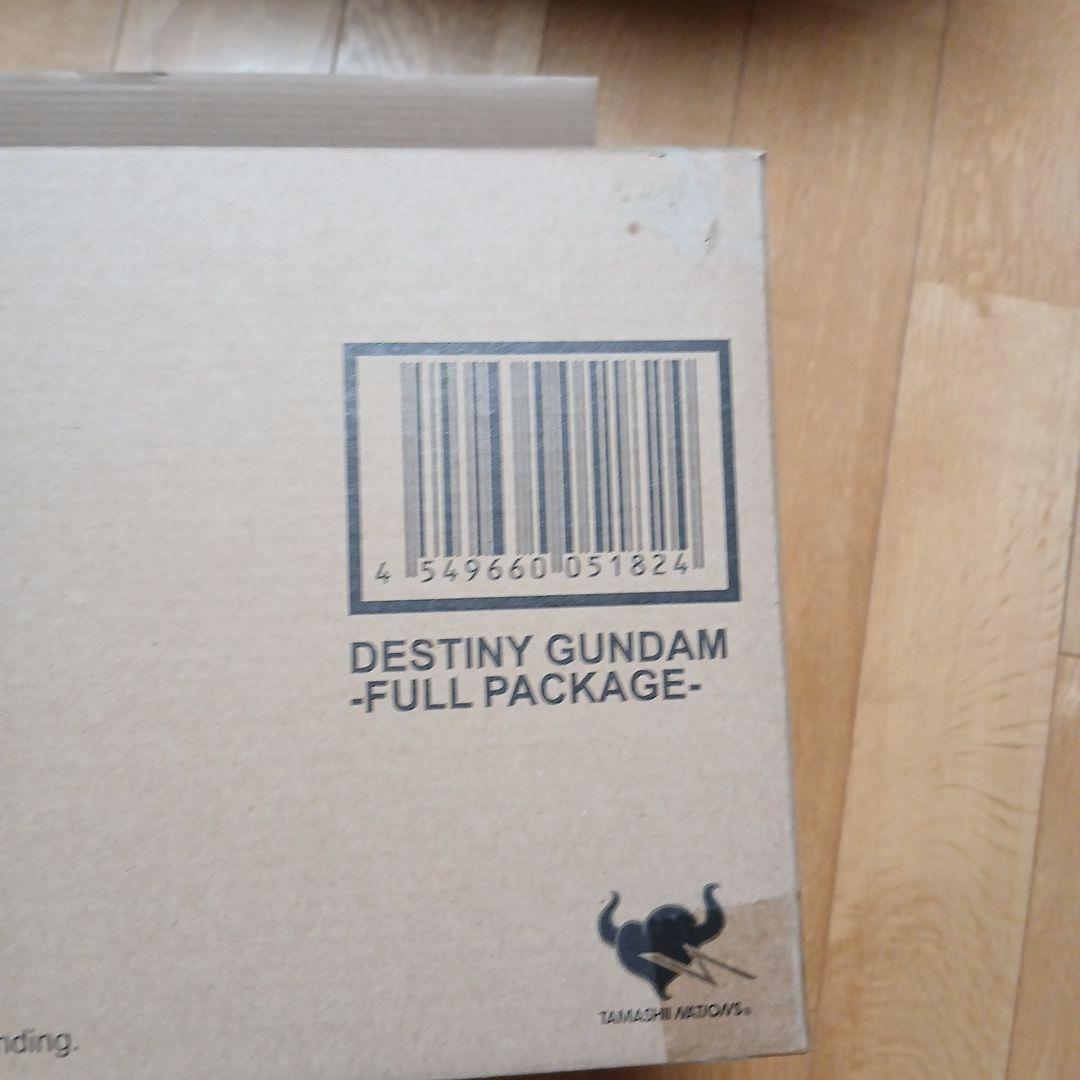 4 549660 051824
DESTINY GUNDAM
-FULL PACKAGE-
TAMASHII NATIONS®
nding.